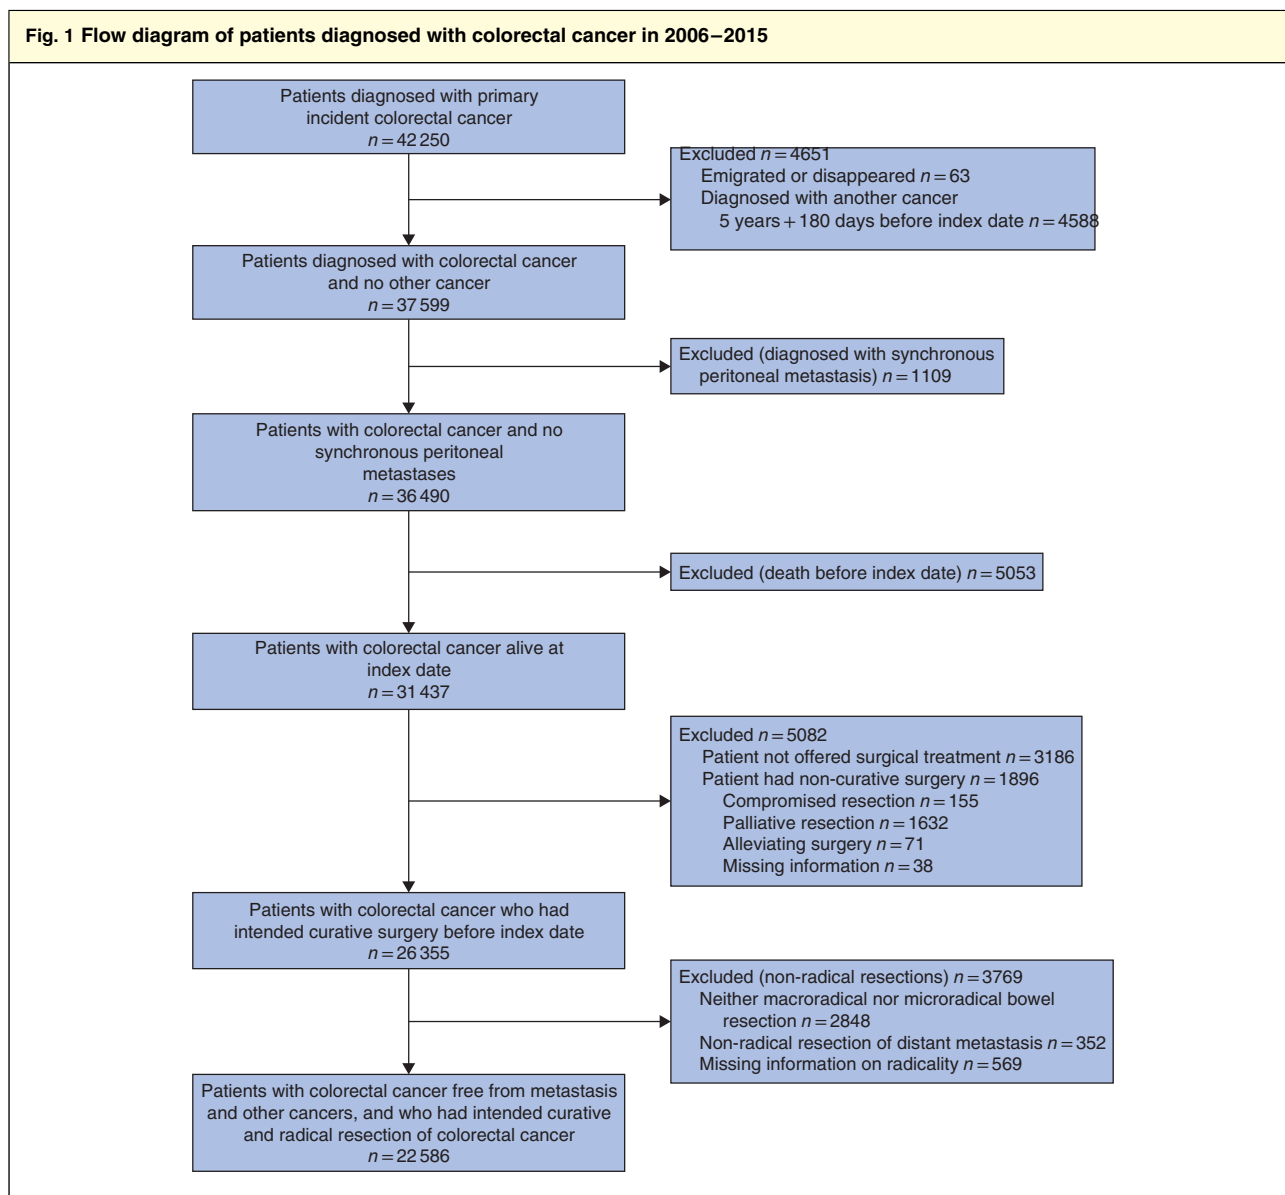 Fig. 1 Flow diagram of patients diagnosed with colorectal cancer in 2006–2015
Patients diagnosed with primary
incident colorectal cancer
n = 42 250
Excluded n = 4651
Emigrated or disappeared n = 63
Diagnosed with another cancer
5 years + 180 days before index date n = 4588
Patients diagnosed with colorectal cancer
and no other cancer
n = 37 599
Excluded (diagnosed with synchronous
peritoneal metastasis) n = 1109
Patients with colorectal cancer and no
synchronous peritoneal
metastases
n = 36 490
Excluded (death before index date) n = 5053
Patients with colorectal cancer alive at
index date
n = 31 437
Excluded n = 5082
Patient not offered surgical treatment n = 3186
Patient had non-curative surgery n = 1896
Compromised resection n = 155
Palliative resection n = 1632
Alleviating surgery n = 71
Missing information n = 38
Patients with colorectal cancer who had
intended curative surgery before index date
n = 26 355
Excluded (non-radical resections) n = 3769
Neither macroradical nor microradical bowel
resection n = 2848
Non-radical resection of distant metastasis n = 352
Missing information on radicality n = 569
Patients with colorectal cancer free from metastasis
and other cancers, and who had intended curative
and radical resection of colorectal cancer
n = 22 586